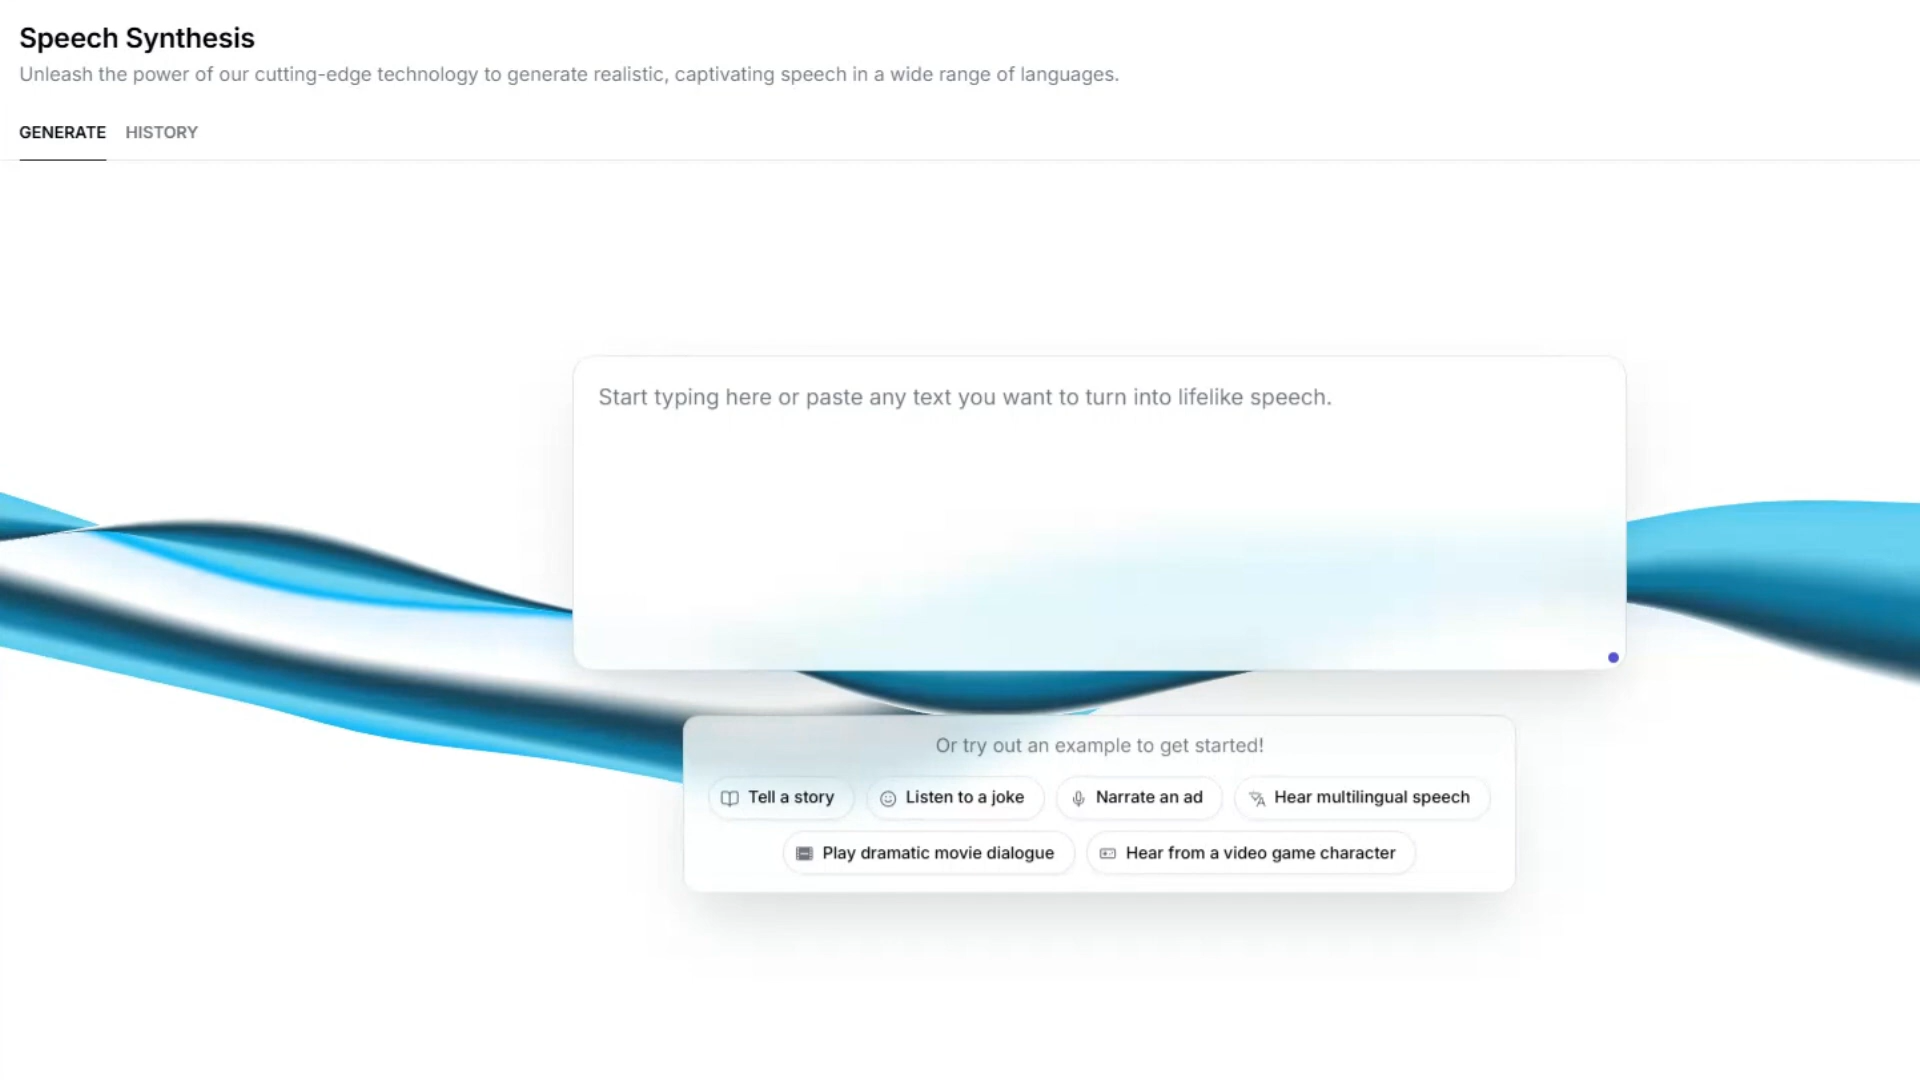 Speech Synthesis
Unleash the power of our cutting-edge technology to generate realistic, captivating speech in a wide range of languages.
GENERATE HISTORY
Start typing here or paste any text you want to turn into lifelike speech.
Or try out an example to get started!
Tell a story Listen to a joke Narrate an ad Hear multilingual speech
Play dramatic movie dialogue Hear from a video game character